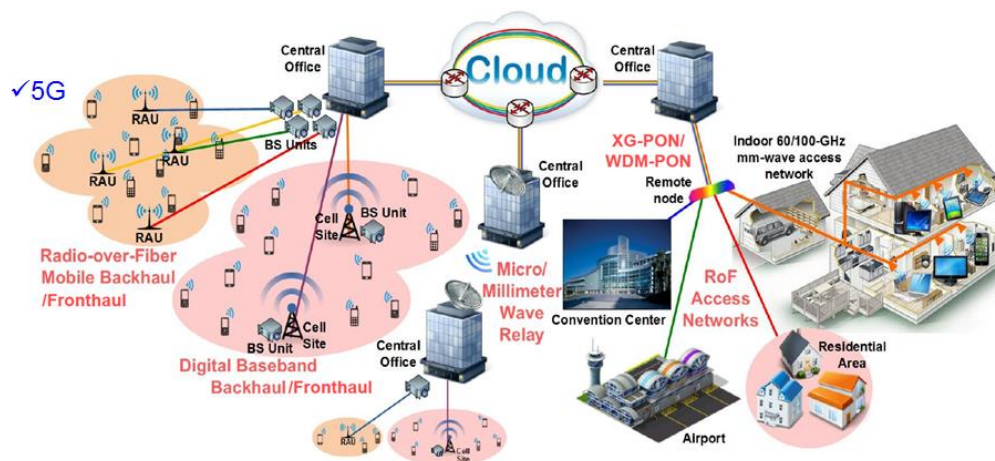 ✓5G
Central
Office
Cloud
Central
Office
RAU
RAU
RAU
RAU
BS Units
Radio-over-Fiber
Mobile Backhaul
/Fronthaul
BS Unit
Cell
Site
BS Unit
Cell
Site
Digital Baseband
Backhaul/Fronthaul
Central
Office
Micro/
Millimeter
Wave
Relay
Central
Office
RAU
Cell
Site
XG-PON/
WDM-PON
Remote
node
Indoor 60/100-GHz
mm-wave access
network
Convention Center
RoF
Access
Networks
Airport
Residential
Area